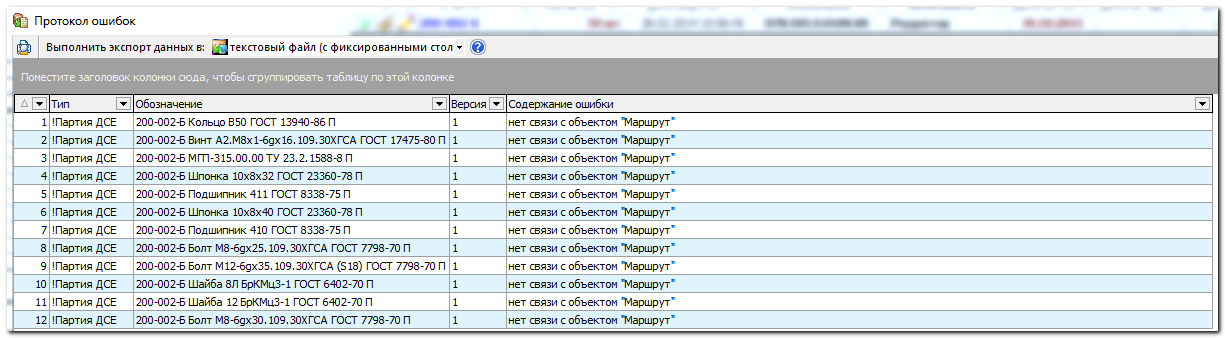 Протокол ошибок
Выполнить экспорт данных в: текстовый файл (с фиксированными стол
Поместите заголовок колонки сюда, чтобы сгруппировать таблицу по этой колонке
Тип Обозначение Версия Содержание ошибки
1 !Партия ДСЕ 200-002-Б Кольцо В50 ГОСТ 13940-86 П 1 нет связи с объектом "Маршрут"
2 !Партия ДСЕ 200-002-Б Винт А2.М8х1-6gх16.109.30ХГСА ГОСТ 17475-80 П 1 нет связи с объектом "Маршрут"
3 !Партия ДСЕ 200-002-Б МГП-315.00.00 ТУ 23.2.1588-8 П 1 нет связи с объектом "Маршрут"
4 !Партия ДСЕ 200-002-Б Шпонка 10х8х32 ГОСТ 23360-78 П 1 нет связи с объектом "Маршрут"
5 !Партия ДСЕ 200-002-Б Подшипник 411 ГОСТ 8338-75 П 1 нет связи с объектом "Маршрут"
6 !Партия ДСЕ 200-002-Б Шпонка 10х8х40 ГОСТ 23360-78 П 1 нет связи с объектом "Маршрут"
7 !Партия ДСЕ 200-002-Б Подшипник 410 ГОСТ 8338-75 П 1 нет связи с объектом "Маршрут"
8 !Партия ДСЕ 200-002-Б Болт М8-6gх25.109.30ХГСА ГОСТ 7798-70 П 1 нет связи с объектом "Маршрут"
9 !Партия ДСЕ 200-002-Б Болт М12-6gх35.109.30ХГСА (S18) ГОСТ 7798-70 П 1 нет связи с объектом "Маршрут"
10 !Партия ДСЕ 200-002-Б Шайба 8Л БрКМц3-1 ГОСТ 6402-70 П 1 нет связи с объектом "Маршрут"
11 !Партия ДСЕ 200-002-Б Шайба 12 БрКМц3-1 ГОСТ 6402-70 П 1 нет связи с объектом "Маршрут"
12 !Партия ДСЕ 200-002-Б Болт М8-6gх30.109.30ХГСА ГОСТ 7798-70 П 1 нет связи с объектом "Маршрут"